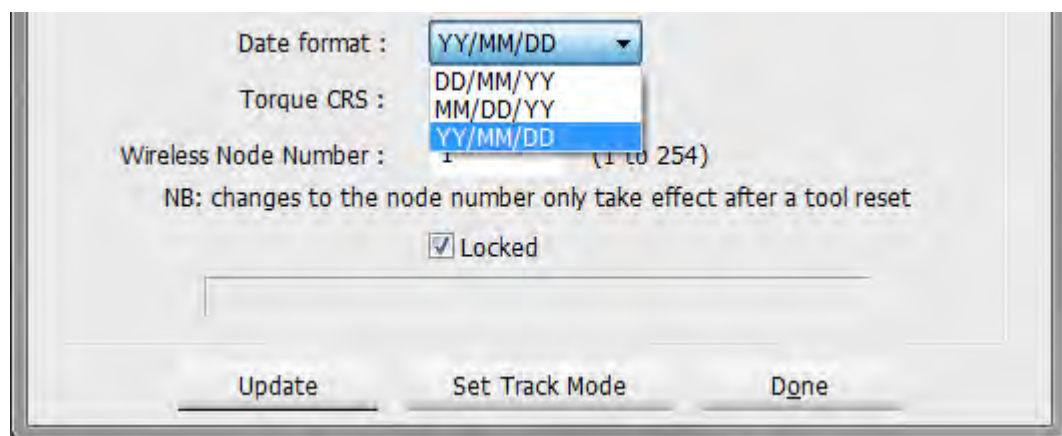 Date format : YY/MM/DD
DD/MM/YY
Torque CRS : MM/DD/YY
YY/MM/DD
Wireless Node Number : 1 (1 to 254)
NB: changes to the node number only take effect after a tool reset
Locked
Update Set Track Mode Done